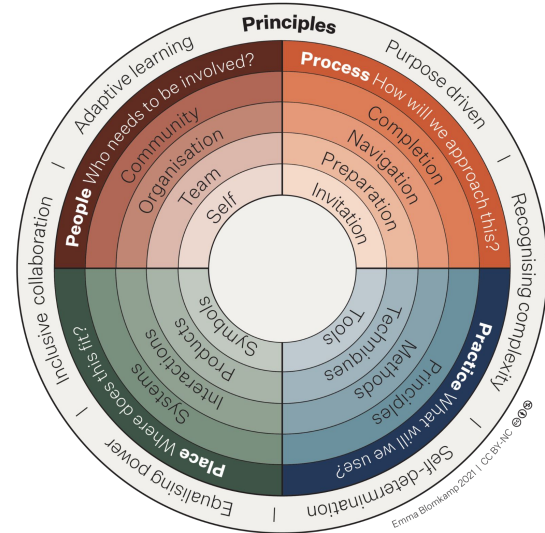 Principles
Purpose driven
Recognising complexity
Self-determination
Equalising power
Inclusive collaboration
Adaptive learning
People Who needs to be involved?
Community
Organisation
Team
Self
Process How will we approach this?
Completion
Navigation
Preparation
Invitation
Practice What will we use?
Principles
Methods
Techniques
Tools
Place Where does this fit?
Systems
Interactions
Products
Symbols
Emma Blomkamp 2021 | CC BY-NC